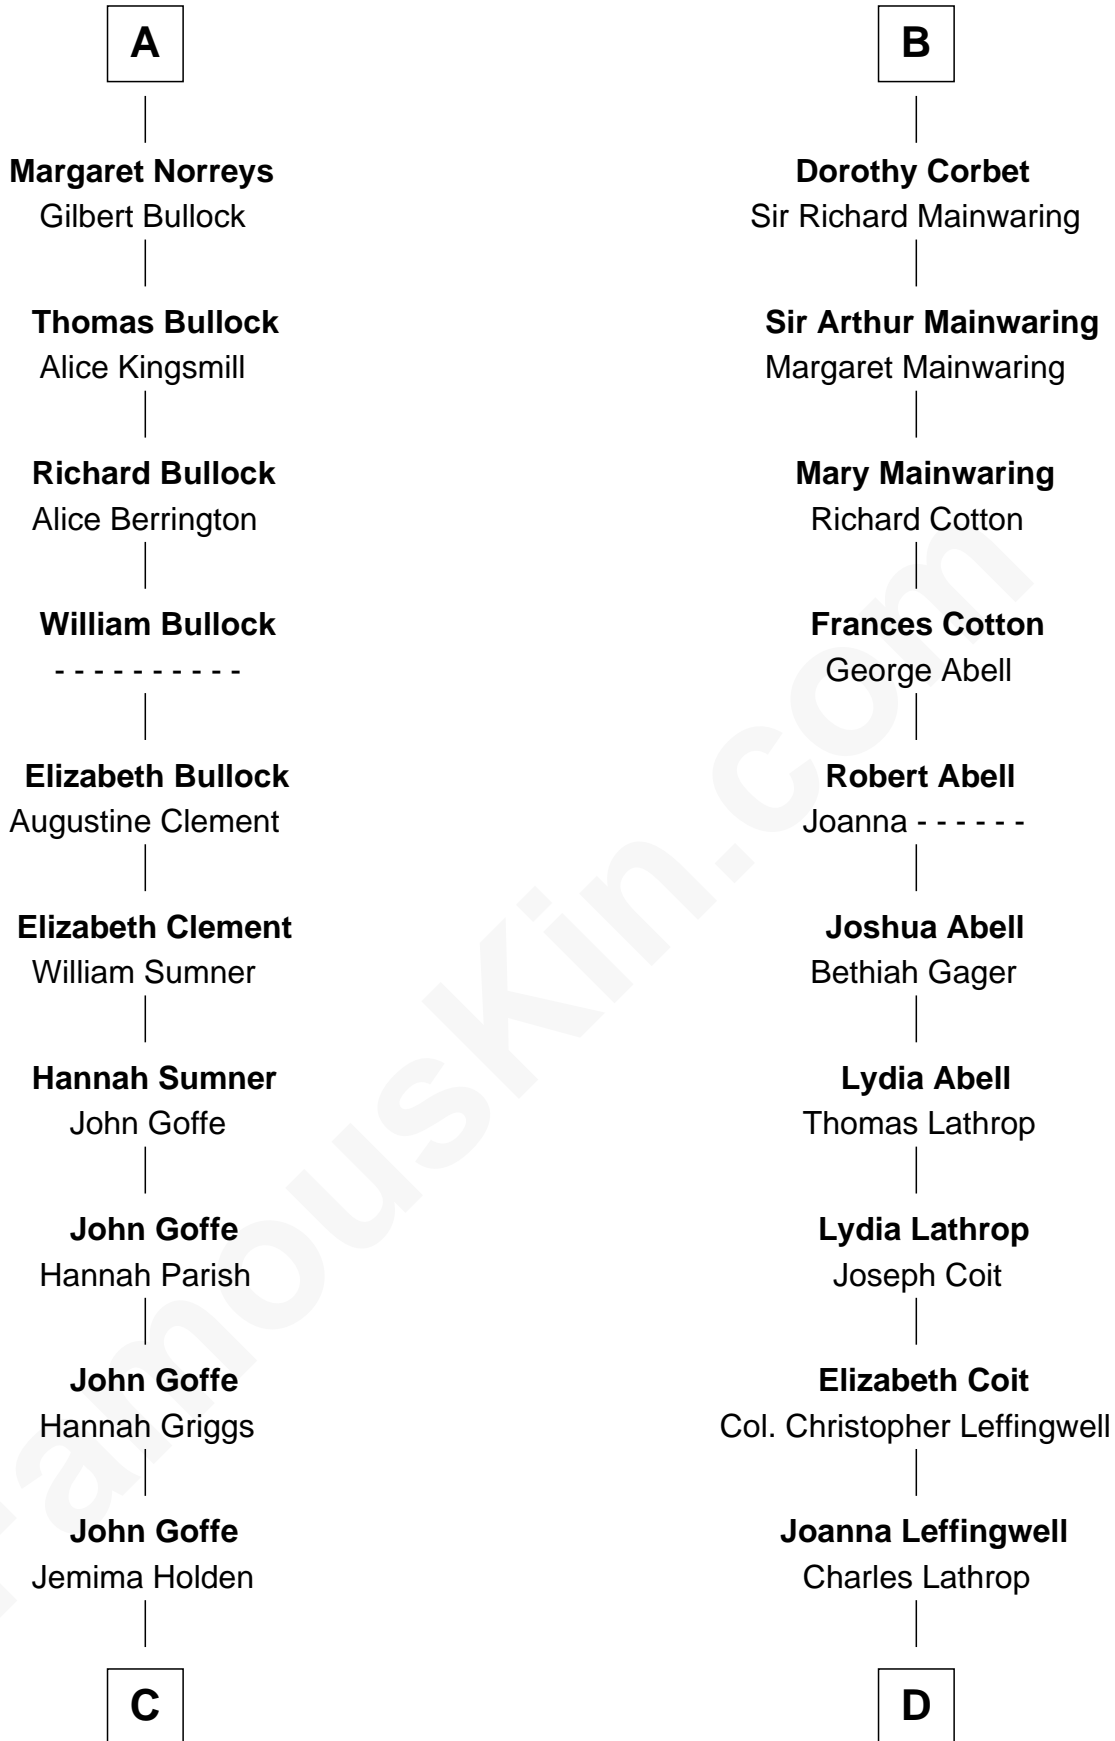 A
Margaret Norreys
Gilbert Bullock
Thomas Bullock
Alice Kingsmill
Richard Bullock
Alice Berrington
William Bullock
- - - - - - - - - -
Elizabeth Bullock
Augustine Clement
Elizabeth Clement
William Sumner
Hannah Sumner
John Goffe
John Goffe
Hannah Parish
John Goffe
Hannah Griggs
John Goffe
Jemima Holden
C
B
Dorothy Corbet
Sir Richard Mainwaring
Sir Arthur Mainwaring
Margaret Mainwaring
Mary Mainwaring
Richard Cotton
Frances Cotton
George Abell
Robert Abell
Joanna - - - - - -
Joshua Abell
Bethiah Gager
Lydia Abell
Thomas Lathrop
Lydia Lathrop
Joseph Coit
Elizabeth Coit
Col. Christopher Leffingwell
Joanna Leffingwell
Charles Lathrop
D
FamousKin.com